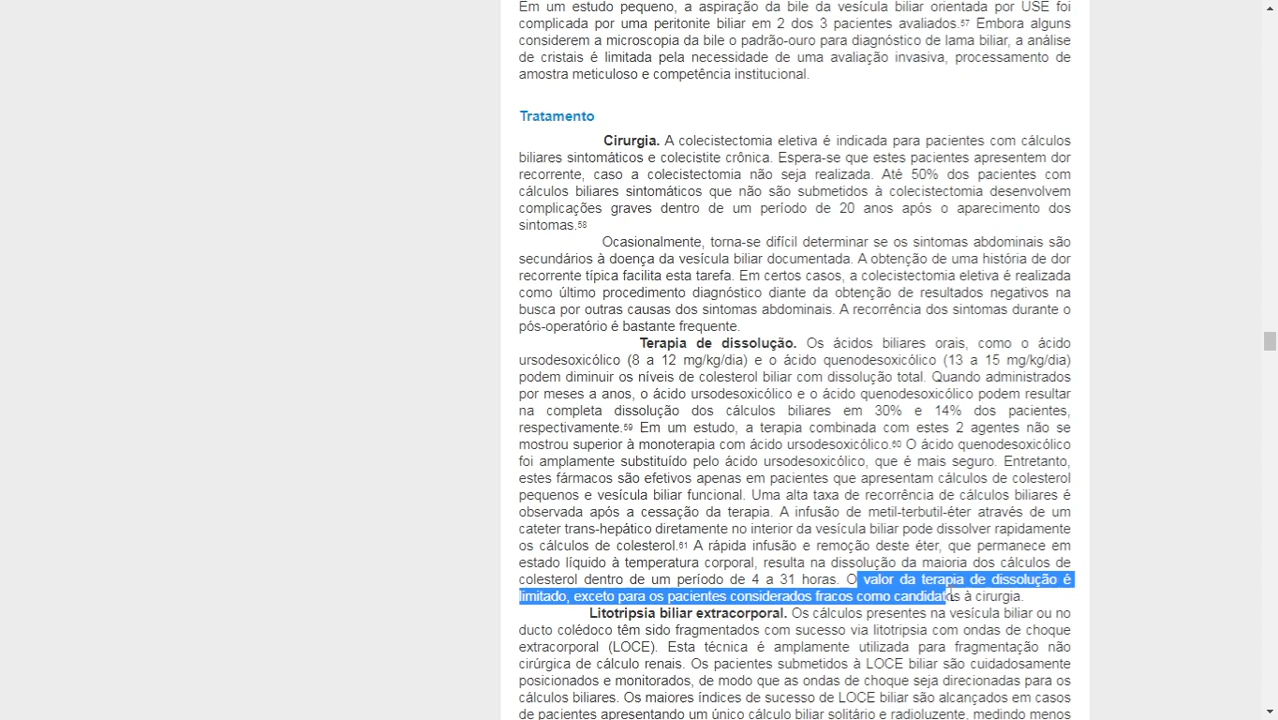 Em um estudo pequeno, a aspiração da bile da vesícula biliar orientada por USE foi
complicada por uma peritonite biliar em 2 dos 3 pacientes avaliados.57 Embora alguns
considerem a microscopia da bile o padrão-ouro para diagnóstico de lama biliar, a análise
de cristais é limitada pela necessidade de uma avaliação invasiva, processamento de
amostra meticuloso e competência institucional.
Tratamento
Cirurgia. A colecistectomia eletiva é indicada para pacientes com cálculos
biliares sintomáticos e colecistite crônica. Espera-se que estes pacientes apresentem dor
recorrente, caso a colecistectomia não seja realizada. Até 50% dos pacientes com
cálculos biliares sintomáticos que não são submetidos à colecistectomia desenvolvem
complicações graves dentro de um período de 20 anos após o aparecimento dos
sintomas.58
Ocasionalmente, torna-se difícil determinar se os sintomas abdominais são
secundários à doença da vesícula biliar documentada. A obtenção de uma história de dor
recorrente típica facilita esta tarefa. Em certos casos, a colecistectomia eletiva é realizada
como último procedimento diagnóstico diante da obtenção de resultados negativos na
busca por outras causas dos sintomas abdominais. A recorrência dos sintomas durante o
pós-operatório é bastante frequente.
Terapia de dissolução. Os ácidos biliares orais, como o ácido
ursodesoxicólico (8 a 12 mg/kg/dia) e o ácido quenodesoxicólico (13 a 15 mg/kg/dia)
podem diminuir os níveis de colesterol biliar com dissolução total. Quando administrados
por meses a anos, o ácido ursodesoxicólico e o ácido quenodesoxicólico podem resultar
na completa dissolução dos cálculos biliares em 30% e 14% dos pacientes,
respectivamente.59 Em um estudo, a terapia combinada com estes 2 agentes não se
mostrou superior à monoterapia com ácido ursodesoxicólico.60 O ácido quenodesoxicólico
foi amplamente substituído pelo ácido ursodesoxicólico, que é mais seguro. Entretanto,
estes fármacos são efetivos apenas em pacientes que apresentam cálculos de colesterol
pequenos e vesícula biliar funcional. Uma alta taxa de recorrência de cálculos biliares é
observada após a cessação da terapia. A infusão de metil-terbutil-éter através de um
cateter trans-hepático diretamente no interior da vesícula biliar pode dissolver rapidamente
os cálculos de colesterol.61 A rápida infusão e remoção deste éter, que permanece em
estado líquido à temperatura corporal, resulta na dissolução da maioria dos cálculos de
colesterol dentro de um período de 4 a 31 horas. O valor da terapia de dissolução é
limitado, exceto para os pacientes considerados fracos como candidatos à cirurgia.
Litotripsia biliar extracorporal. Os cálculos presentes na vesícula biliar ou no
ducto colédoco têm sido fragmentados com sucesso via litotripsia com ondas de choque
extracorporal (LOCE). Esta técnica é amplamente utilizada para fragmentação não
cirúrgica de cálculo renais. Os pacientes submetidos à LOCE biliar são cuidadosamente
posicionados e monitorados, de modo que as ondas de choque seja direcionadas para os
cálculos biliares. Os maiores índices de sucesso de LOCE biliar são alcançados em casos
de pacientes apresentando um único cálculo biliar solitário e radioluzente, medindo menos